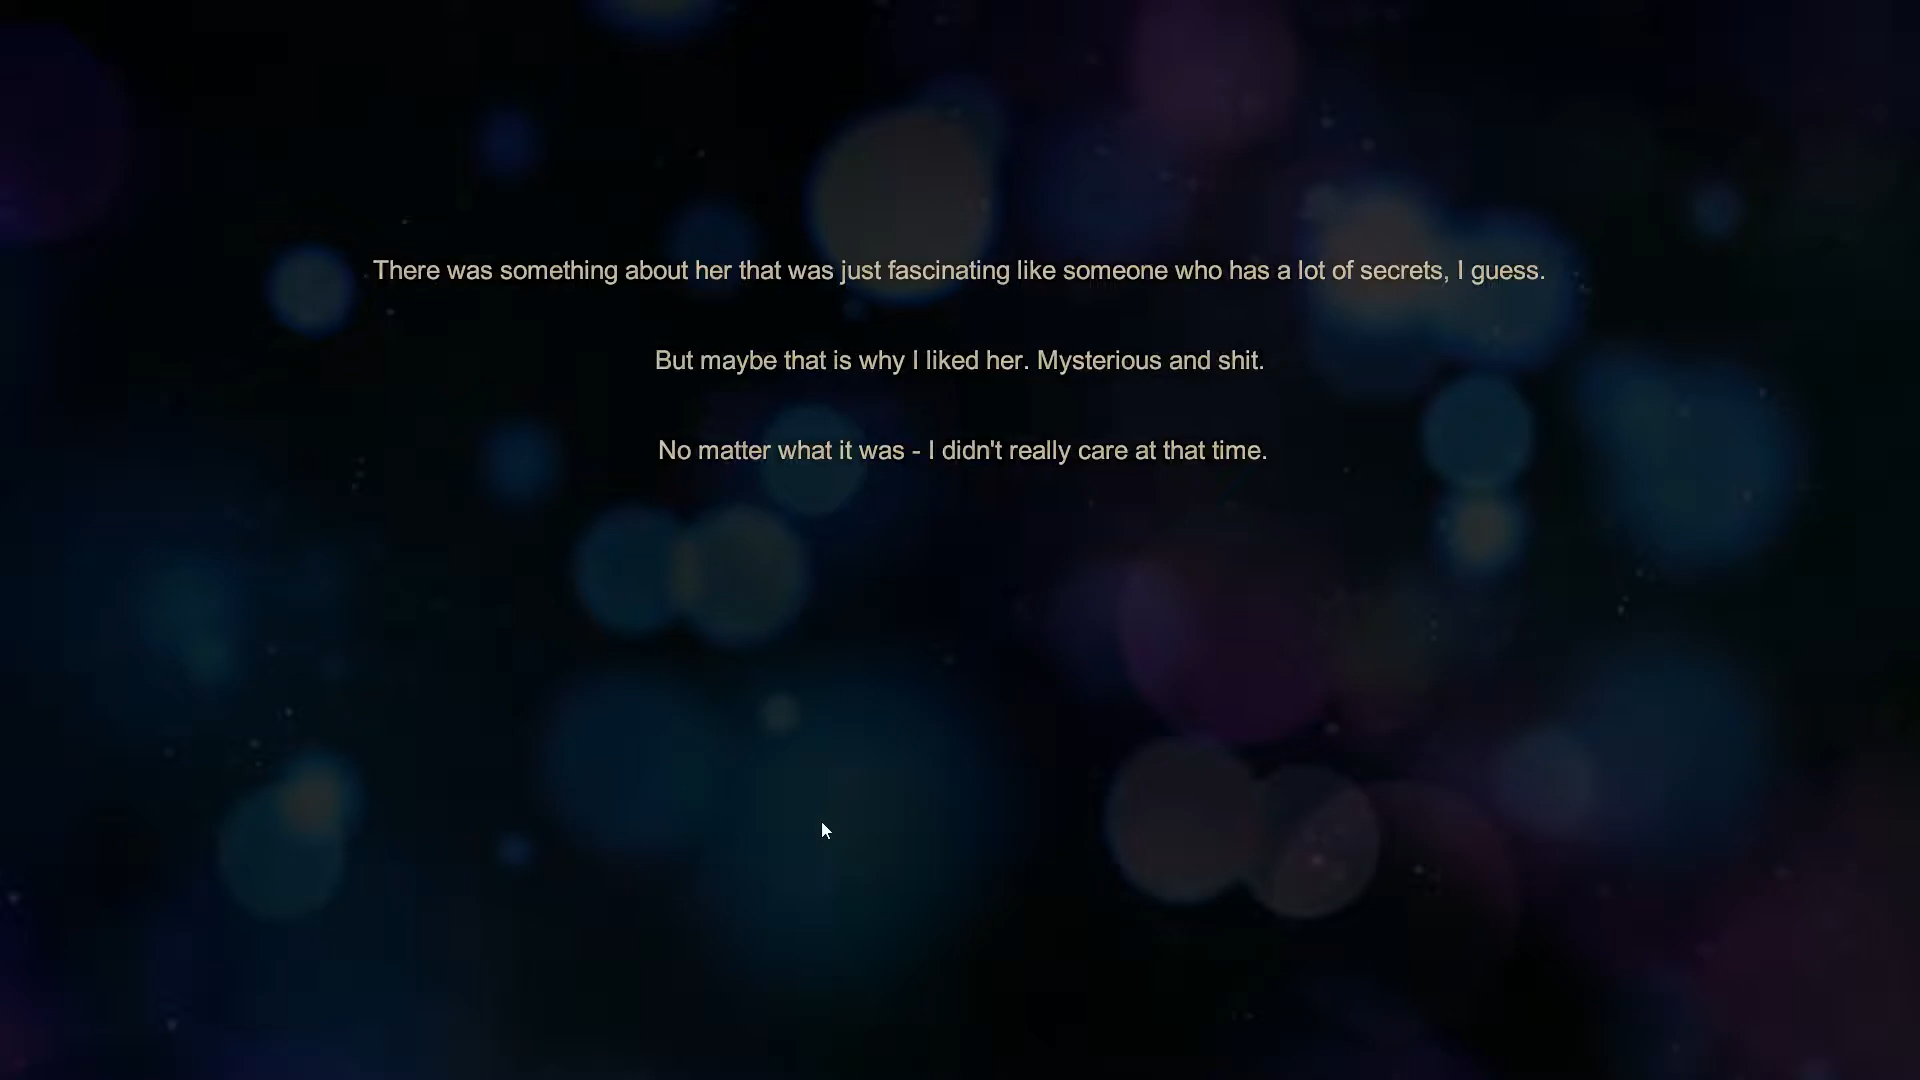 There was something about her that was just fascinating like someone who has a lot of secrets, I guess.
But maybe that is why I liked her. Mysterious and shit.
No matter what it was - I didn't really care at that time.